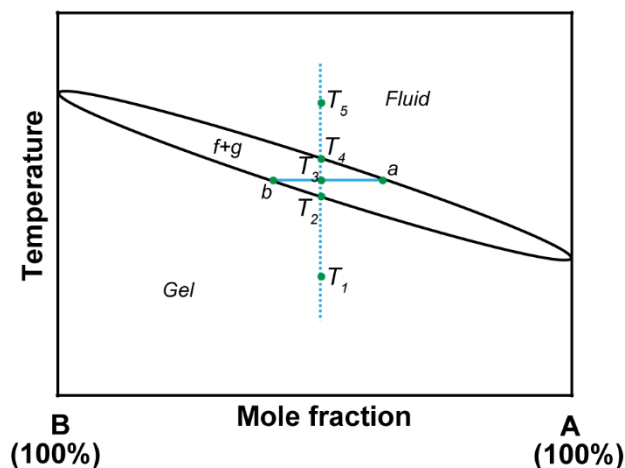 Temperature
Fluid
T5
f+g
T4
T3
a
b
T2
Gel
T1
B
(100%)
Mole fraction
A
(100%)